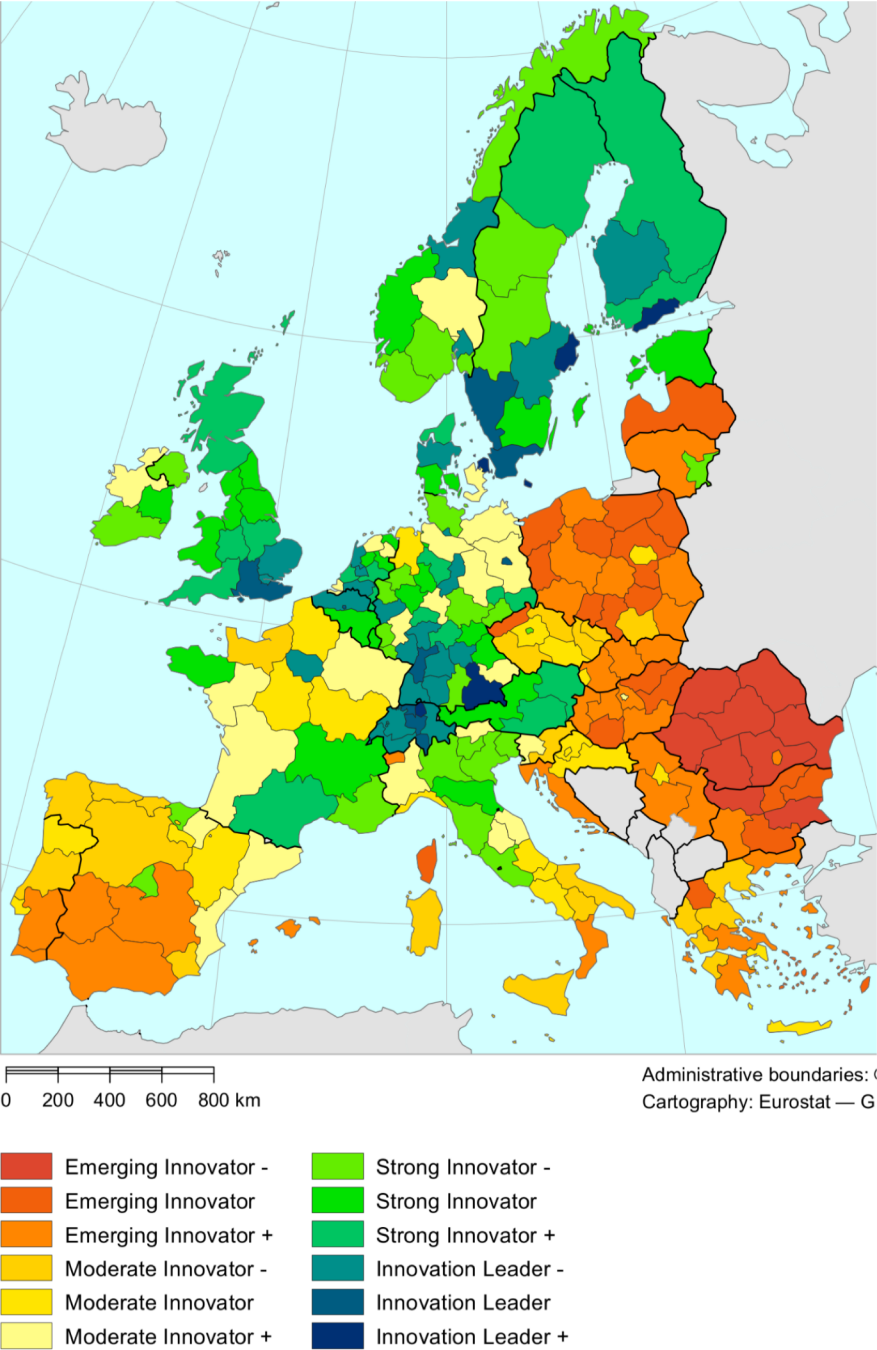 0 200 400 600 800 km
Administrative boundaries:
Cartography: Eurostat — G
Emerging Innovator -
Emerging Innovator
Emerging Innovator +
Moderate Innovator -
Moderate Innovator
Moderate Innovator +
Strong Innovator -
Strong Innovator
Strong Innovator +
Innovation Leader -
Innovation Leader
Innovation Leader +